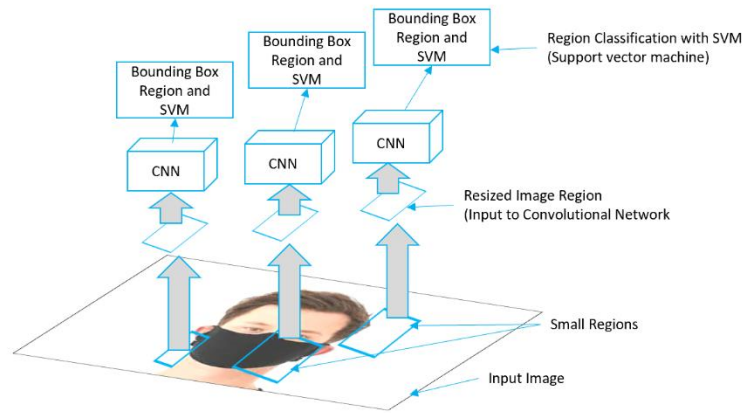 Bounding Box
Region and
SVM
Bounding Box
Region and
SVM
Bounding Box
Region and
SVM
Region Classification with SVM
(Support vector machine)
CNN
CNN
CNN
Resized Image Region
(Input to Convolutional Network
Small Regions
Input Image